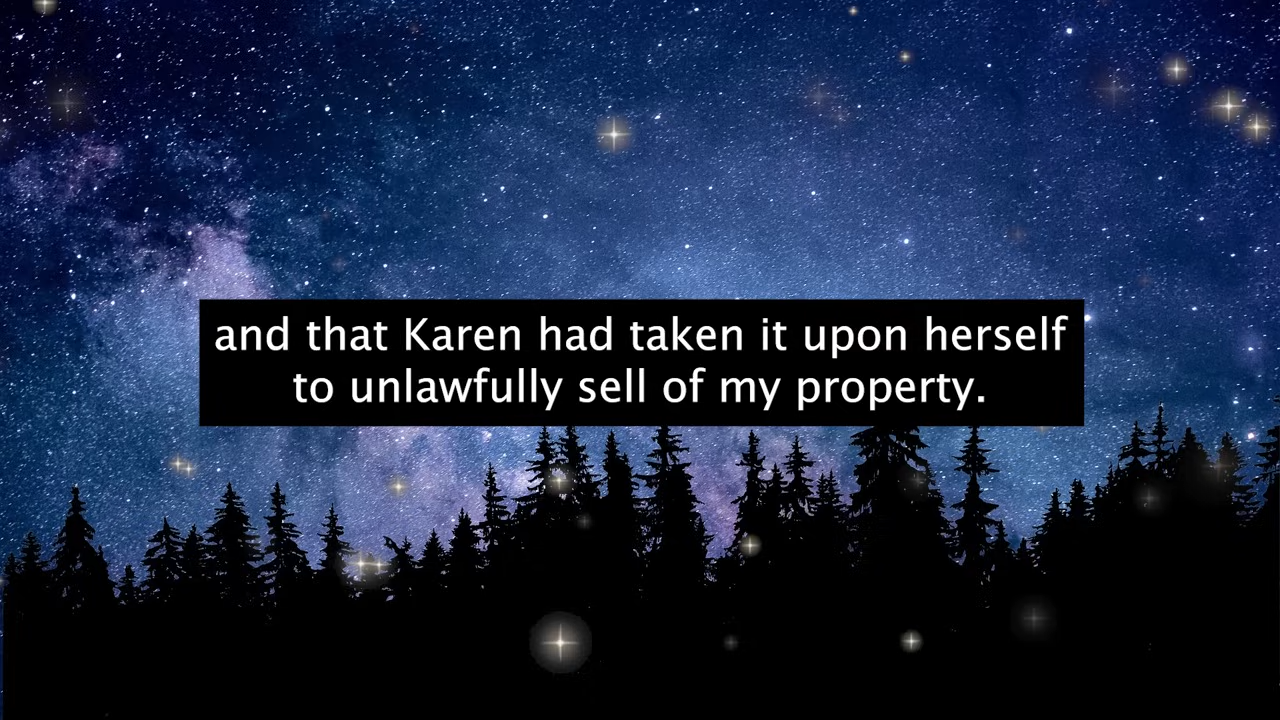 and that Karen had taken it upon herself
to unlawfully sell of my property.